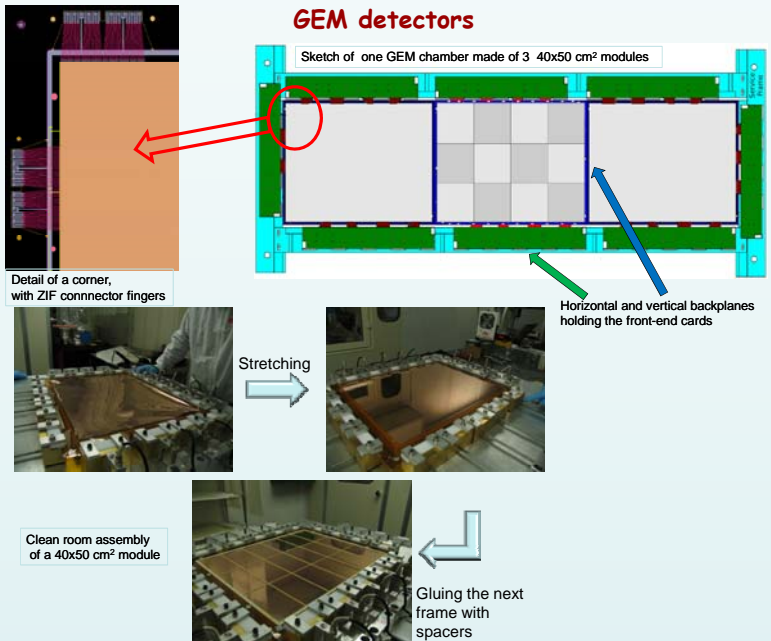 GEM detectors
Sketch of one GEM chamber made of 3 40x50 cm² modules
Service
Frame
Detail of a corner,
with ZIF connnector fingers
Horizontal and vertical backplanes
holding the front-end cards
Stretching
Clean room assembly
of a 40x50 cm² module
Gluing the next
frame with
spacers